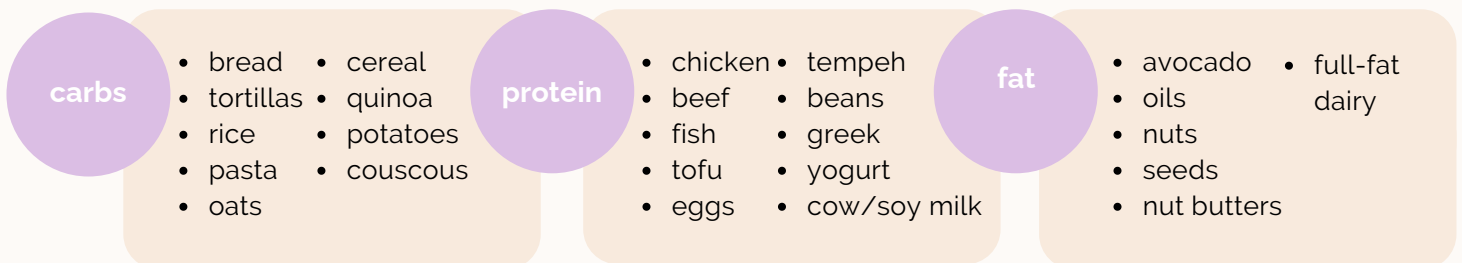 carbs
bread
tortillas
rice
pasta
oats
cereal
quinoa
potatoes
couscous
protein
chicken
beef
fish
tofu
eggs
tempeh
beans
greek
yogurt
cow/soy milk
fat
avocado
oils
nuts
seeds
nut butters
full-fat
dairy